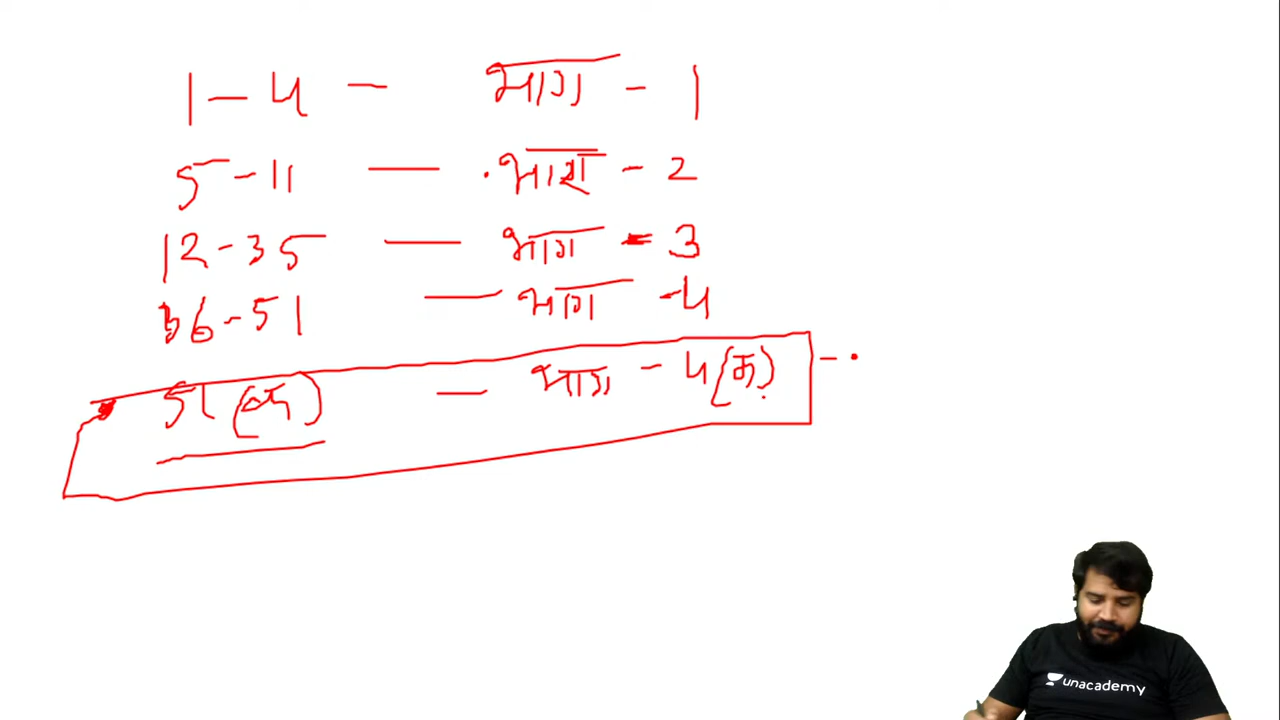 1 - 4 - भाग - 1
5 - 11 — भाग - 2
12 - 35 — भाग - 3
36 - 51 — भाग - 4
51 (क) — भाग - 4 (क) -
unacademy